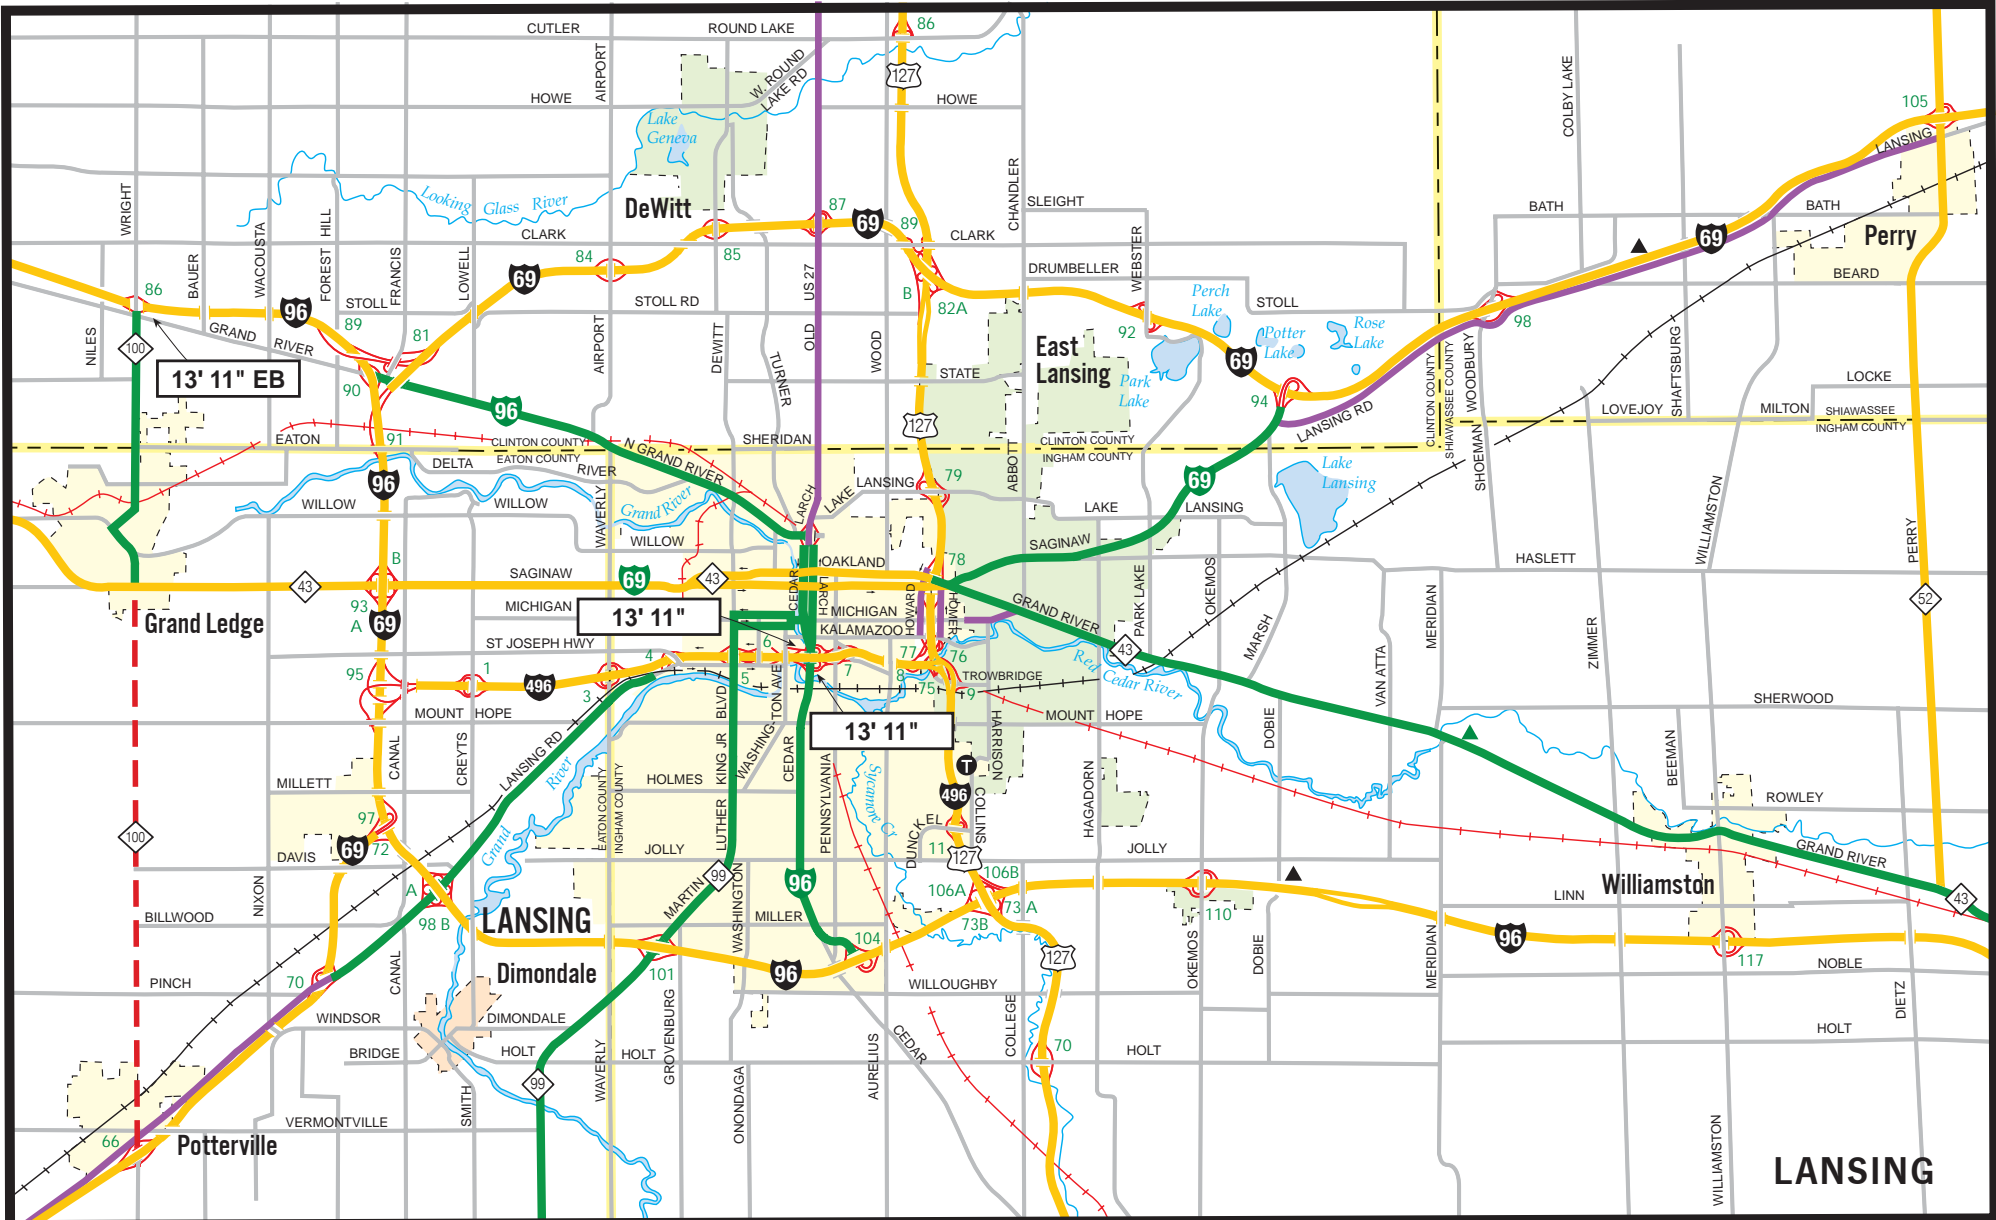 CUTLER
ROUND LAKE
86
127
AIRPORT
HOWE
W. ROUND
LAKE RD
HOWE
COLBY LAKE
105
LANSING
Lake
Geneva
WRIGHT
Looking Glass River
DeWitt
87
69
89
CHANDLER
SLEIGHT
BATH
BATH
69
Perry
FOREST HILL
WACOUSTA
BAUER
FRANCIS
LOWELL
CLARK
84
85
CLARK
WEBSTER
DRUMBELLER
BEARD
86
96
STOLL
69
STOLL RD
US 27
OLD
B
82A
Perch
Lake
STOLL
92
Potter
Lake
Rose
Lake
98
NILES
100
GRAND RIVER
89
81
AIRPORT
DEWITT
TURNER
WOOD
East
Lansing
69
CLINTON COUNTY
SHIAWASSEE COUNTY
WOODBURY
SHAFTSBURG
13' 11" EB
90
96
STATE
Park
Lake
94
LANSING RD
LOCKE
LOVEJOY
MILTON
SHIAWASSEE
INGHAM COUNTY
EATON
91
CLINTON COUNTY
EATON COUNTY
N GRAND RIVER
SHERIDAN
127
CLINTON COUNTY
INGHAM COUNTY
ABBOTT
96
DELTA
RIVER
LARCH
LAKE
LANSING
79
69
Lake
Lansing
SHOEMAN
WILLIAMSTON
WILLOW
WILLOW
WAVERLY
Grand River
WILLOW
LAKE
LANSING
SAGINAW
PERRY
B
SAGINAW
69
43
OAKLAND
78
HASLETT
43
93
A
69
Grand Ledge
MICHIGAN
13' 11"
CEDAR
LARCH
MICHIGAN
KALAMAZOO
HOWARD
HOMER
GRAND RIVER
PARK LAKE
OKEMOS
MARSH
MERIDIAN
52
ST JOSEPH HWY
6
43
ZIMMER
95
1
496
3
4
5
7
77
8
75
76
9
TROWBRIDGE
Red
Cedar River
VAN ATTA
MOUNT HOPE
BLVD
WASHINGTON AVE
13' 11"
HARRISON
MOUNT HOPE
DOBIE
SHERWOOD
CANAL
CREYTS
LANSING RD
River
Grand
EATON COUNTY
INGHAM COUNTY
HOLMES
LUTHER
KING JR
CEDAR
PENNSYLVANIA
Sycamore Cr
T
496
COLLINS
HAGADORN
BEEMAN
ROWLEY
MILLETT
100
97
69
72
DAVIS
JOLLY
DUNCKEL
11
127
JOLLY
GRAND RIVER
NIXON
A
98 B
LANSING
MARTIN
99
WASHINGTON
96
106A
106B
73 A
73B
110
Williamston
LINN
43
BILLWOOD
MILLER
104
96
PINCH
70
CANAL
Dimondale
101
96
WILLOUGHBY
127
OKEMOS
DOBIE
MERIDIAN
117
NOBLE
WINDSOR
DIMONDALE
GROVENBURG
COLLEGE
DIETZ
BRIDGE
HOLT
HOLT
CEDAR
70
HOLT
HOLT
99
WAVERLY
AURELIUS
SMITH
ONONDAGA
VERMONTVILLE
66
Potterville
WILLIAMSTON
LANSING